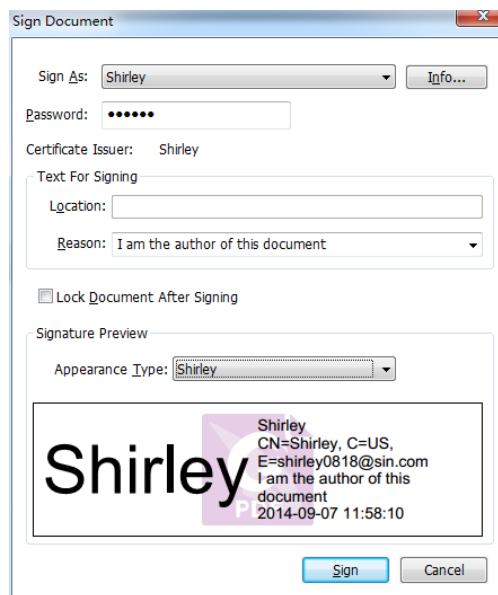 Sign Document
x
Sign As: Shirley Info...
Password: ••••••
Certificate Issuer: Shirley
Text For Signing
Location:
Reason: I am the author of this document
Lock Document After Signing
Signature Preview
Appearance Type: Shirley
Shirley
Shirley
CN=Shirley, C=US,
E=shirley0818@sin.com
I am the author of this
document
2014-09-07 11:58:10
PDF
Sign Cancel